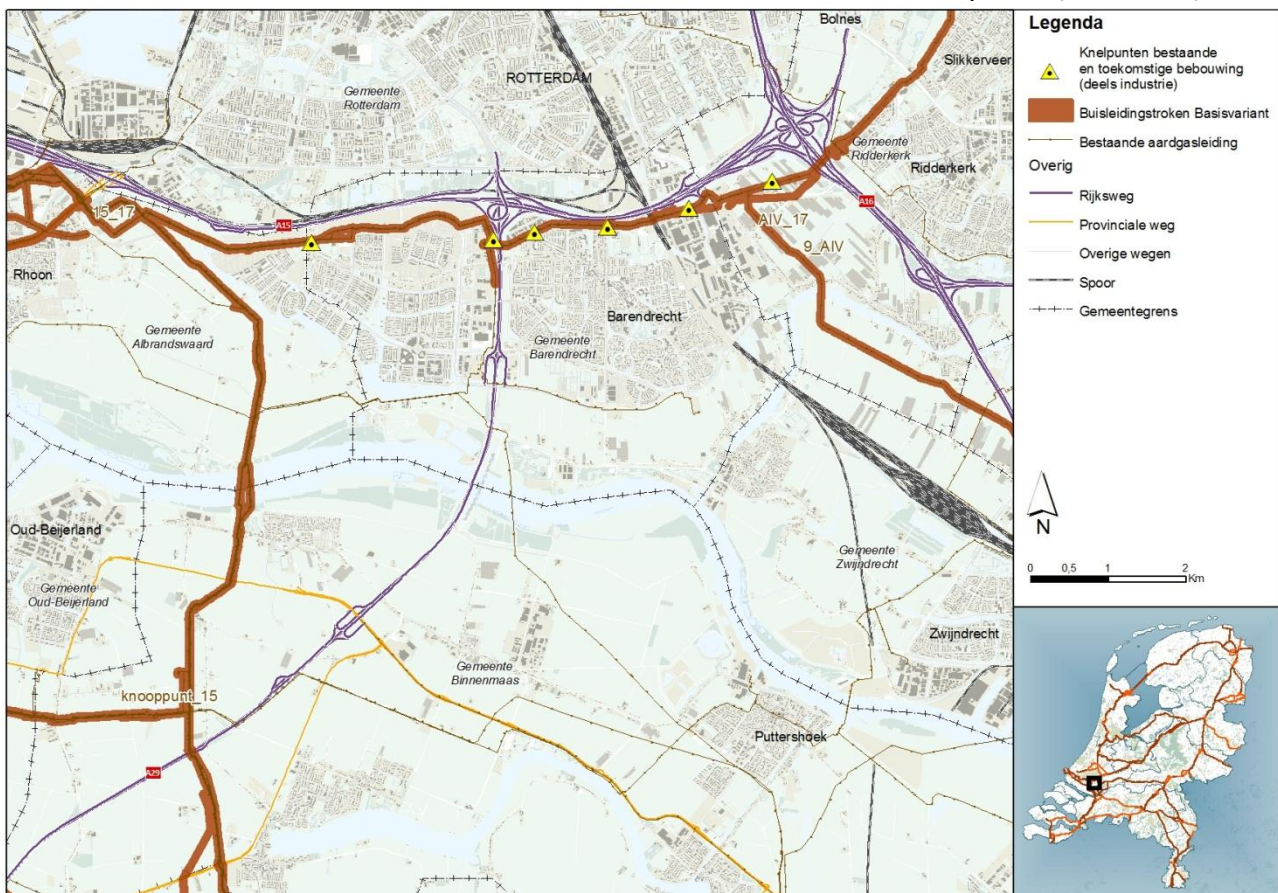 Bolnes
Slikkerveer
ROTTERDAM
Gemeente
Rotterdam
Gemeente
Ridderkerk
Ridderkerk
15_17
A15
A16
AIV_17
9_AIV
Rhoon
Gemeente
Albrandswaard
Barendrecht
Gemeente
Barendrecht
Oud-Beijerland
Gemeente
Oud-Beijerland
Gemeente
Zwijndrecht
Zwijndrecht
Gemeente
Binnenmaas
knooppunt_15
Puttershoek
A29
Legenda
Knelpunten bestaande
en toekomstige bebouwing
(deels industrie)
Buisleidingstroken Basisvariant
Bestaande aardgasleiding
Overig
Rijksweg
Provinciale weg
Overige wegen
Spoor
Gemeentegrens
N
0 0,5 1 2
Km